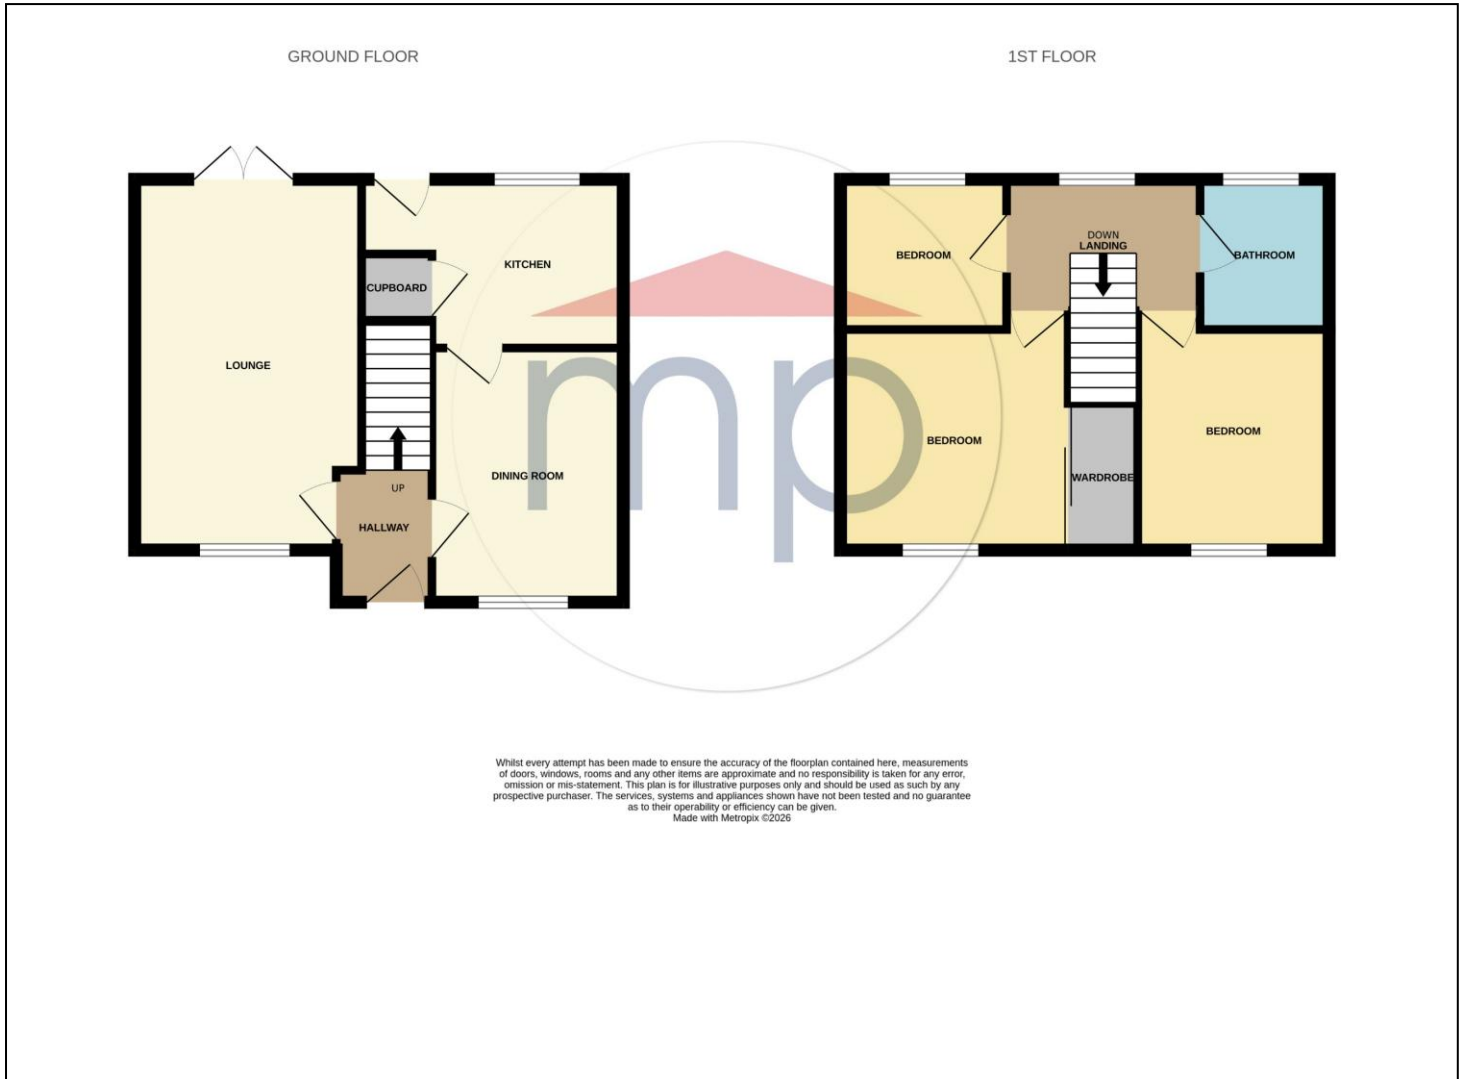 GROUND FLOOR
1ST FLOOR
KITCHEN
CUPBOARD
LOUNGE
DINING ROOM
UP
HALLWAY
DOWN
LANDING
BEDROOM
BATHROOM
BEDROOM
BEDROOM
WARDROBE
mp
Whilst every attempt has been made to ensure the accuracy of the floorplan contained here, measurements
of doors, windows, rooms and any other items are approximate and no responsibility is taken for any error,
omission or mis-statement. This plan is for illustrative purposes only and should be used as such by any
prospective purchaser. The services, systems and appliances shown have not been tested and no guarantee
as to their operability or efficiency can be given.
Made with Metropix ©2026